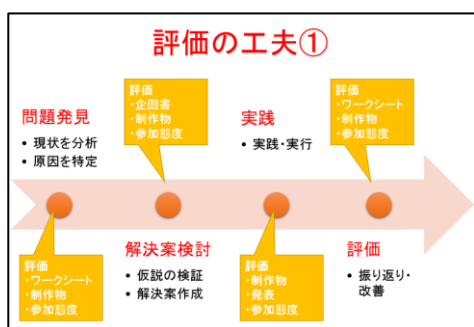 評価の工夫①
問題発見
• 現状を分析
• 原因を特定
評価
・ワークシート
・制作物
・参加態度
評価
・企画書
・制作物
・参加態度
解決案検討
• 仮説の検証
• 解決案作成
実践
• 実践・実行
評価
・制作物
・発表
・参加態度
評価
・ワークシート
・制作物
・参加態度
評価
• 振り返り・
改善